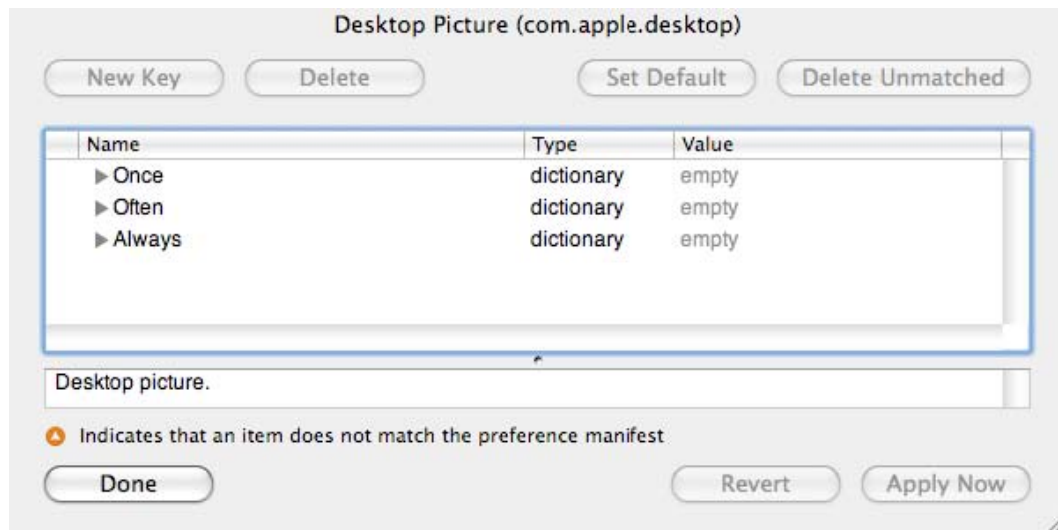 Desktop Picture (com.apple.desktop)
New Key Delete Set Default Delete Unmatched
Name Type Value
Once dictionary empty
Often dictionary empty
Always dictionary empty
Desktop picture.
Indicates that an item does not match the preference manifest
Done Revert Apply Now